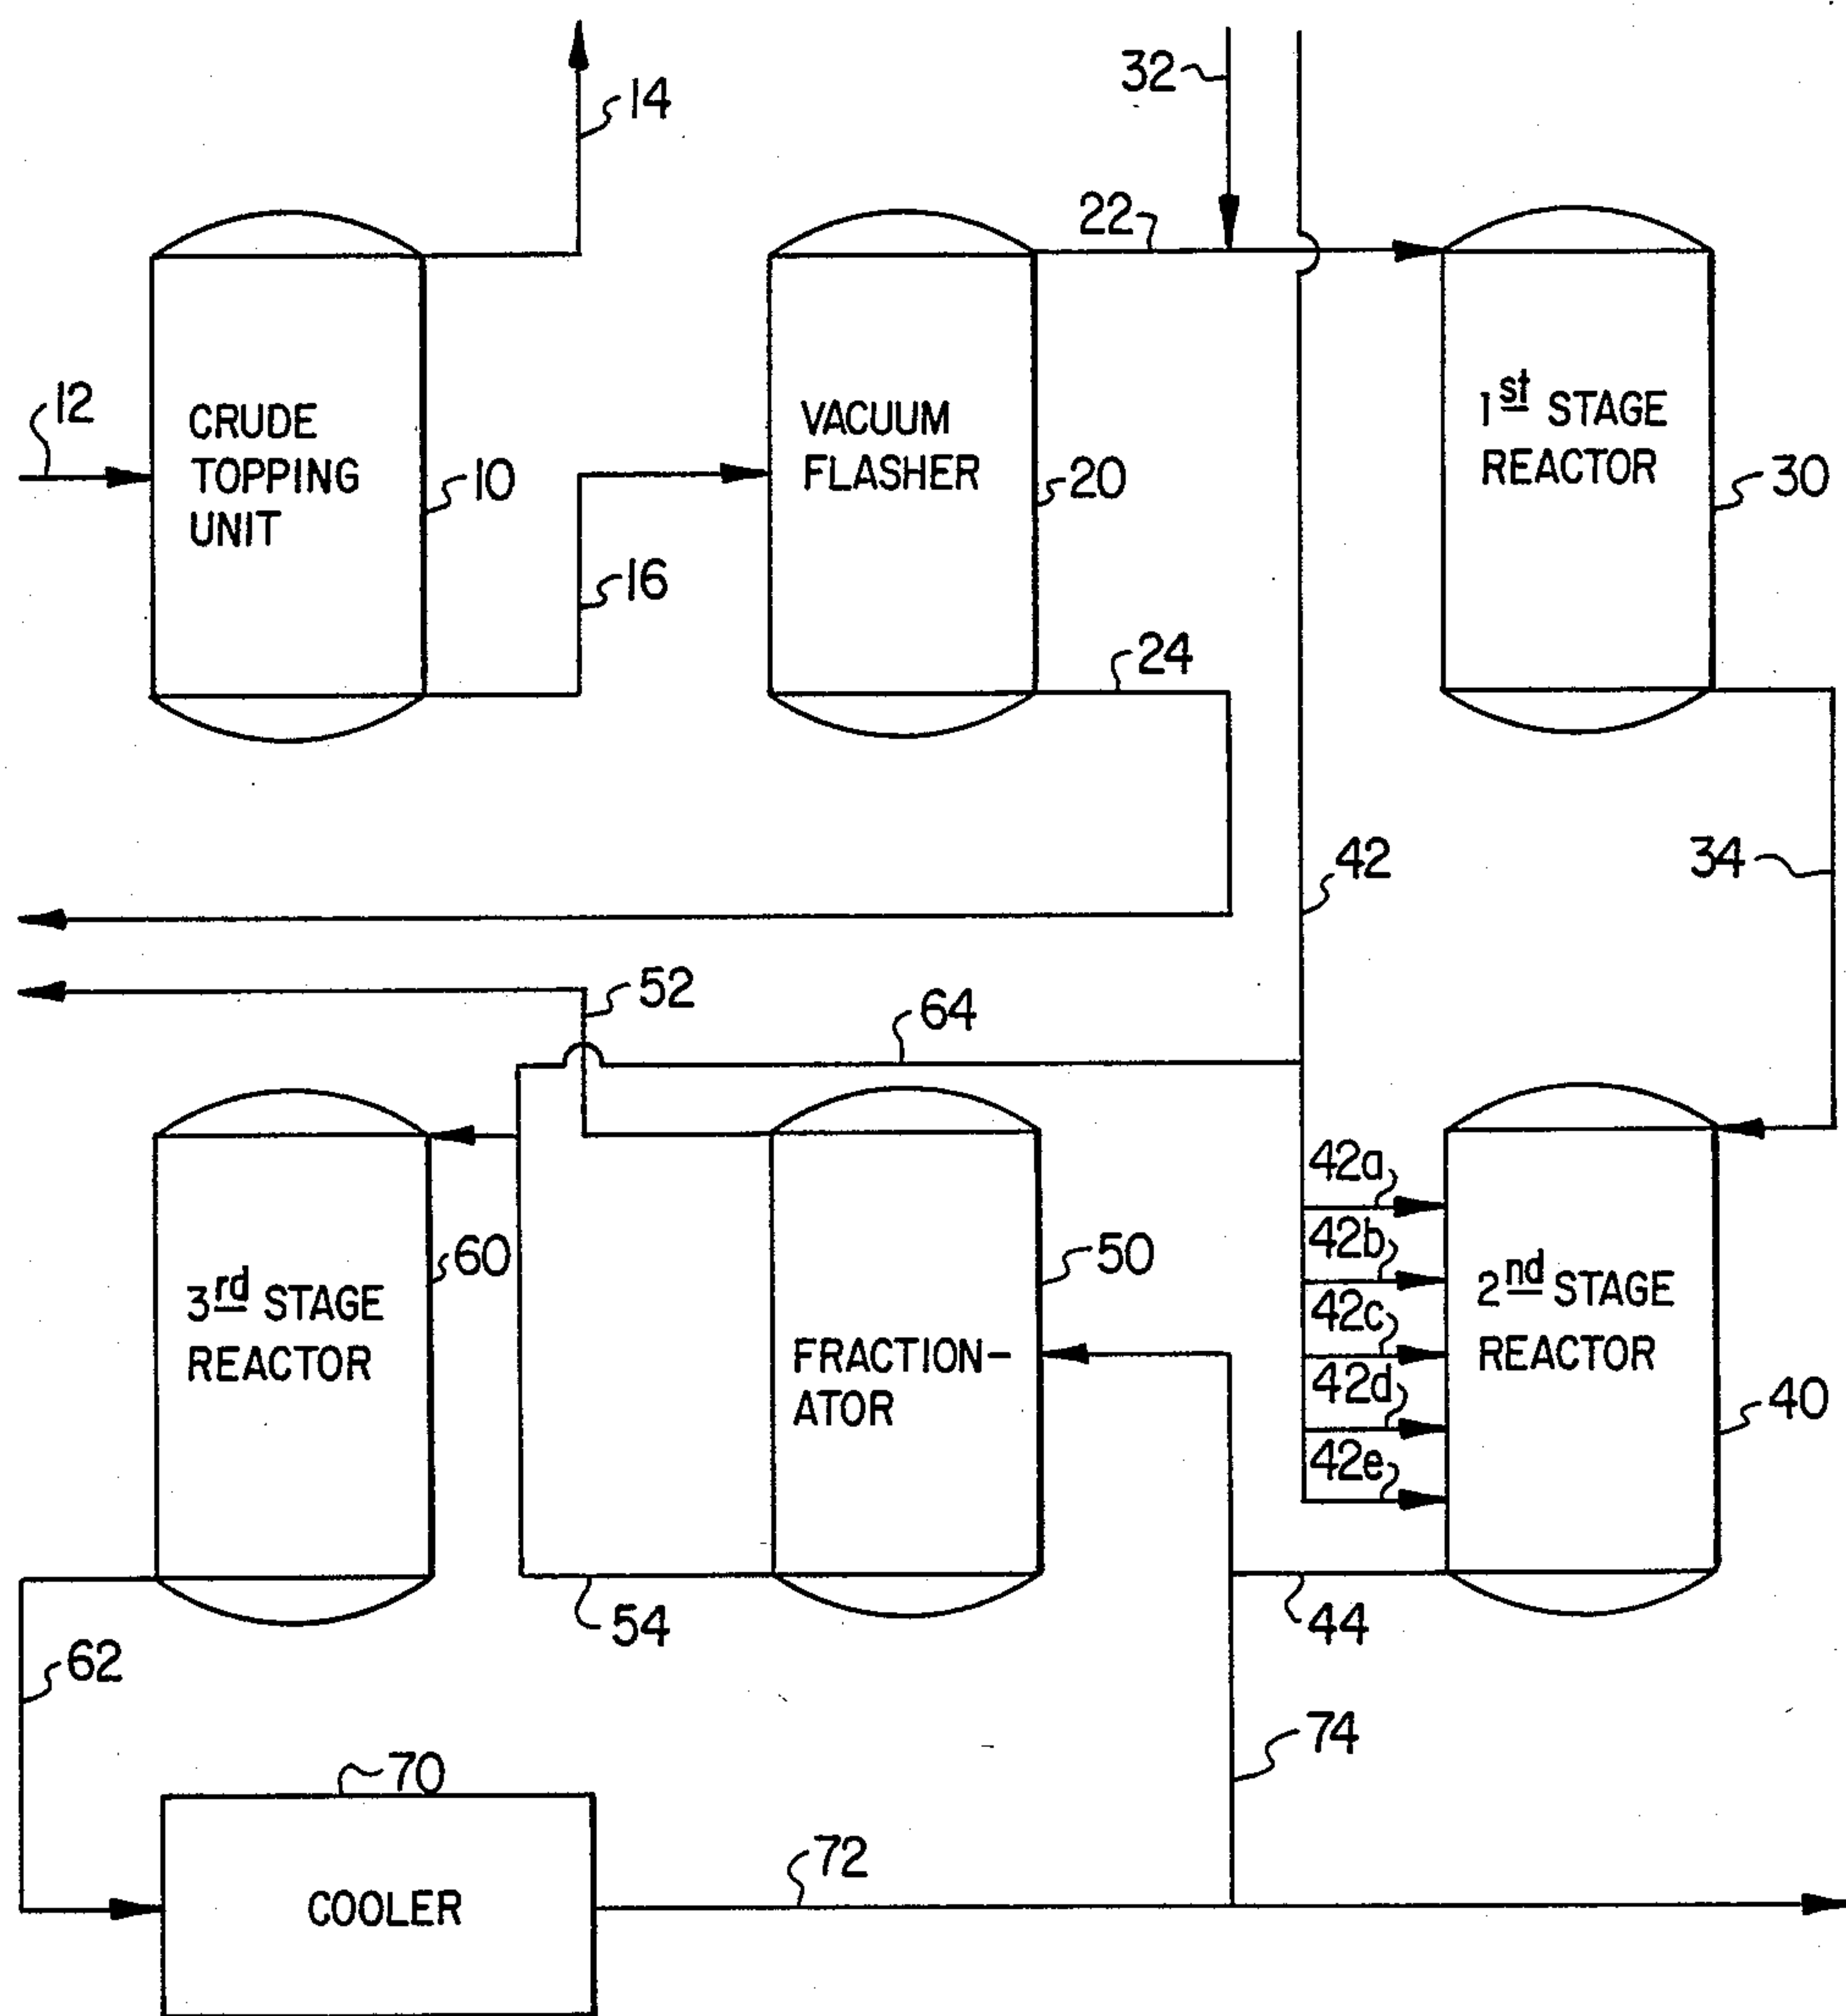 14
32
22
12
CRUDE
TOPPING
UNIT
10
VACUUM
FLASHER
20
1st STAGE
REACTOR
30
16
24
42
34
52
64
42a
42b
42c
42d
42e
60
3rd STAGE
REACTOR
50
FRACTION-
ATOR
2nd STAGE
REACTOR
40
54
44
62
74
70
72
COOLER